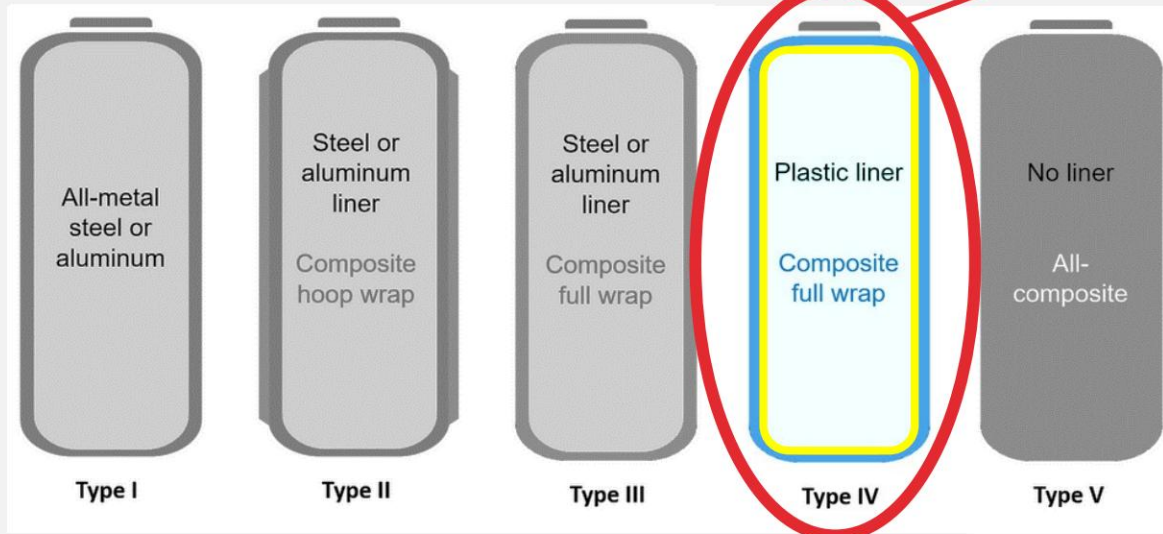 All-metal
steel or
aluminum
Type I
Steel or
aluminum
liner
Composite
hoop wrap
Type II
Steel or
aluminum
liner
Composite
full wrap
Type III
Plastic liner
Composite
full wrap
Type IV
No liner
All-
composite
Type V